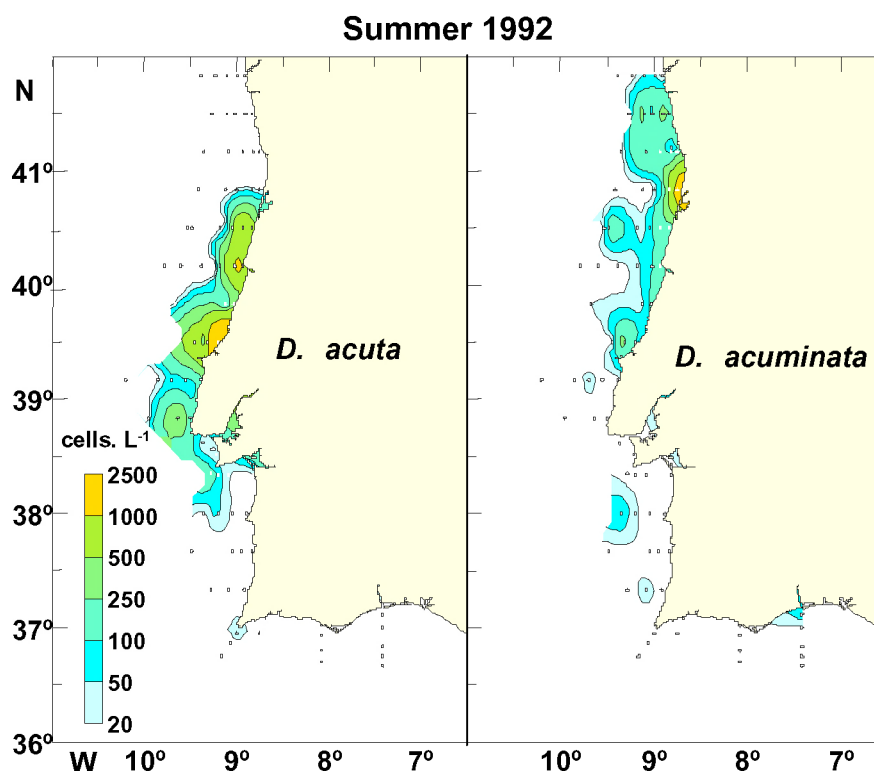 Summer 1992
N
41º
40º
39º
38º
37º
36º
D. acuta
D. acuminata
cells. L-1
2500
1000
500
250
100
50
20
W 10º 9º 8º 7º 10º 9º 8º 7º